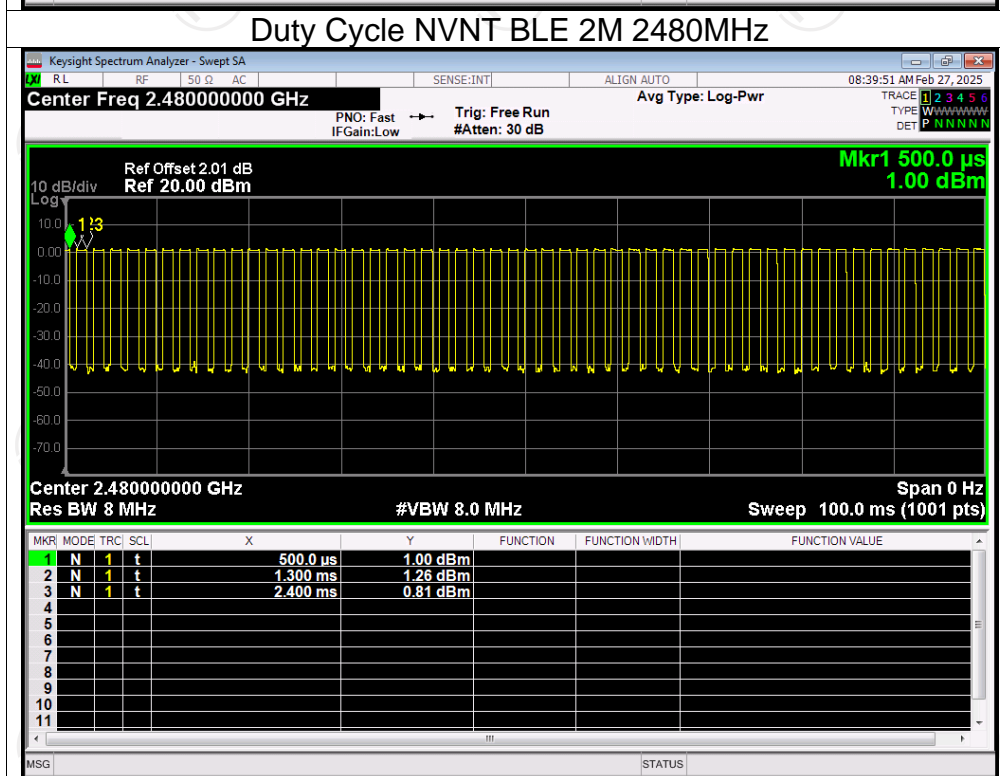 Duty Cycle NVNT BLE 2M 2480MHz
Keysight Spectrum Analyzer - Swept SA
LXI RL RF 50 Ω AC SENSE:INT ALIGN AUTO 08:39:51 AM Feb 27, 2025
Center Freq 2.480000000 GHz Avg Type: Log-Pwr TRACE 1 2 3 4 5 6
PNO: Fast Trig: Free Run TYPE WWWWWWW
IFGain:Low #Atten: 30 dB DET P N N N N N
Mkr1 500.0 µs
Ref Offset 2.01 dB
10 dB/div Ref 20.00 dBm 1.00 dBm
Log
10.0 1 2 3
0.00
-10.0
-20.0
-30.0
-40.0
-50.0
-60.0
-70.0
Center 2.480000000 GHz Span 0 Hz
Res BW 8 MHz #VBW 8.0 MHz Sweep 100.0 ms (1001 pts)
MKR MODE TRC SCL X Y FUNCTION FUNCTION WIDTH FUNCTION VALUE
1 N 1 t 500.0 µs 1.00 dBm
2 N 1 t 1.300 ms 1.26 dBm
3 N 1 t 2.400 ms 0.81 dBm
4
5
6
7
8
9
10
11
MSG STATUS